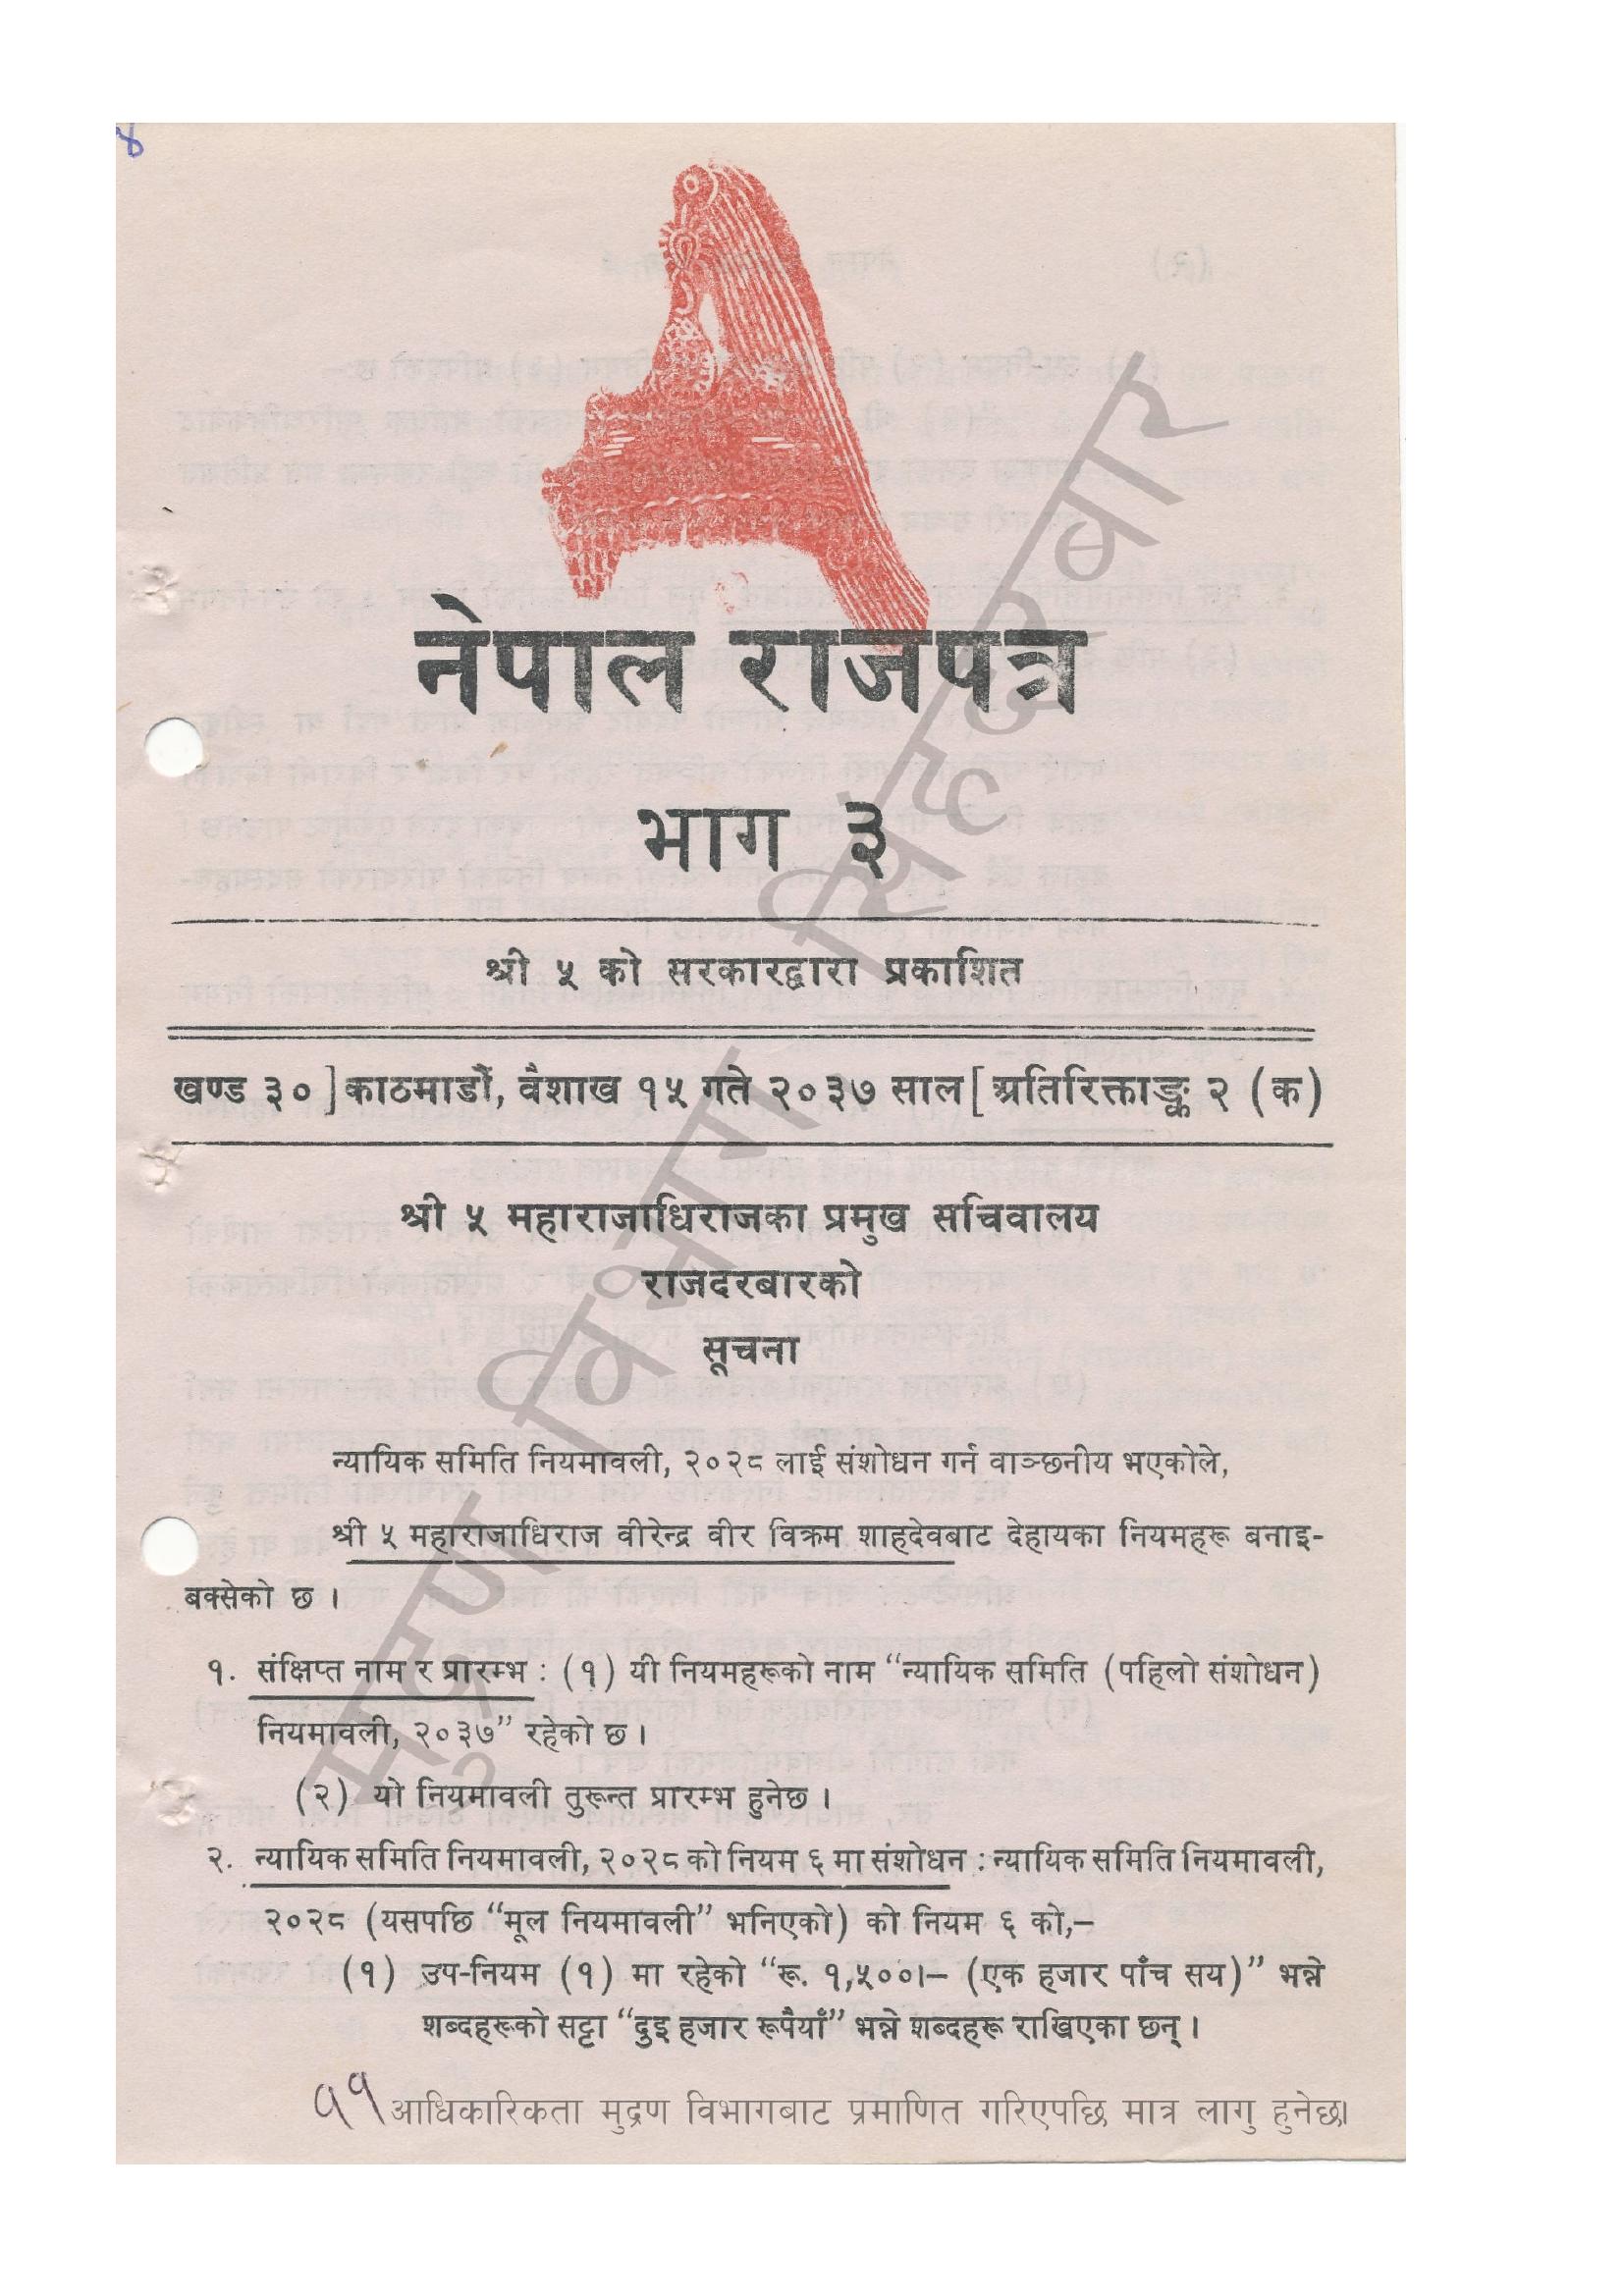 ४
नेपाल राजपत्र
भाग ३
श्री ५ को सरकारद्वारा प्रकाशित
खण्ड ३० ] काठमाडौं, वैशाख १५ गते २०३७ साल [ अतिरिक्ताङ्क २ (क)
श्री ५ महाराजाधिराजका प्रमुख सचिवालय
राजदरबारको
सूचना
न्यायिक समिति नियमावली, २०२८ लाई संशोधन गर्न वाञ्छनीय भएकोले,
श्री ५ महाराजाधिराज वीरेन्द्र वीर विक्रम शाहदेवबाट देहायका नियमहरू बनाइ-
बक्सेको छ ।
१. संक्षिप्त नाम र प्रारम्भ : (१) यी नियमहरूको नाम “न्यायिक समिति (पहिलो संशोधन)
नियमावली, २०३७” रहेको छ ।
(२) यो नियमावली तुरून्त प्रारम्भ हुनेछ ।
२. न्यायिक समिति नियमावली, २०२८ को नियम ६ मा संशोधन : न्यायिक समिति नियमावली,
२०२८ (यसपछि “मूल नियमावली” भनिएको) को नियम ६ को,–
(१) उप-नियम (१) मा रहेको “रू. १,५००।– (एक हजार पाँच सय)” भन्ने
शब्दहरूको सट्टा “दुइ हजार रूपैयाँ” भन्ने शब्दहरू राखिएका छन् ।
११ आधिकारिकता मुद्रण विभागबाट प्रमाणित गरिएपछि मात्र लागु हुनेछ।
मुद्रण विभाग सिंहदरबार